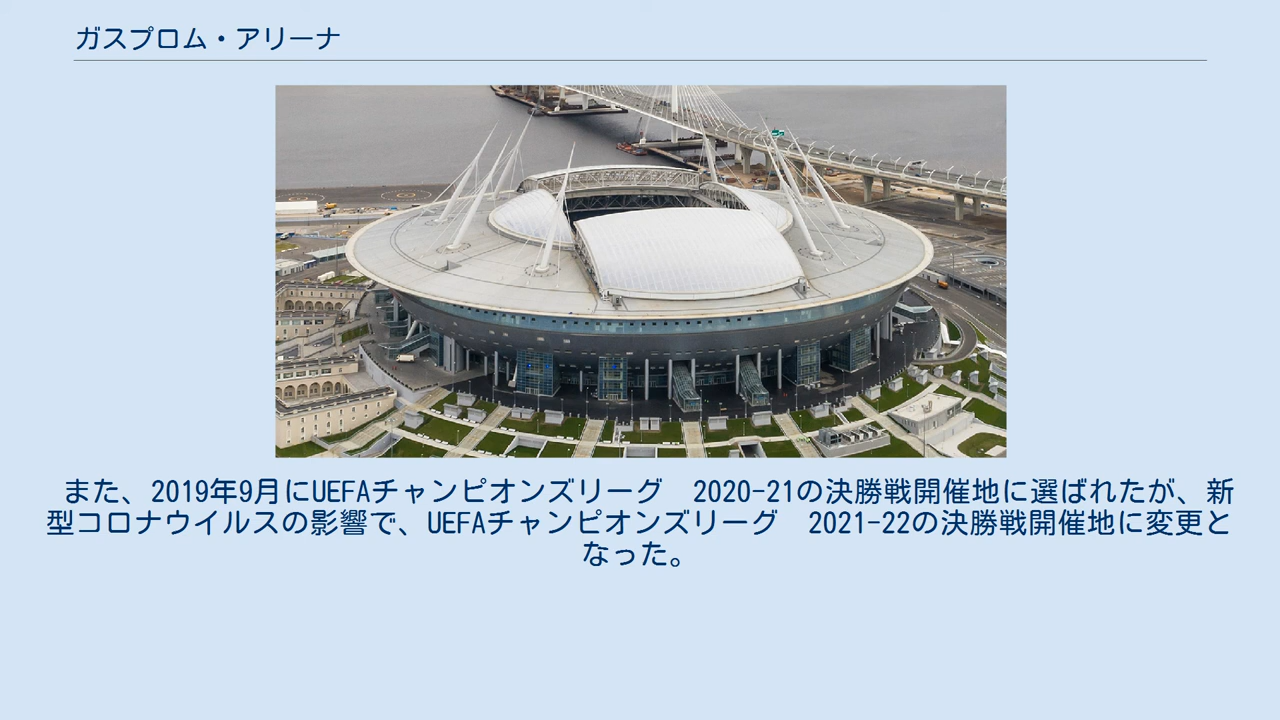 ガスプロム・アリーナ
また、2019年9月にUEFAチャンピオンズリーグ　2020-21の決勝戦開催地に選ばれたが、新
型コロナウイルスの影響で、UEFAチャンピオンズリーグ　2021-22の決勝戦開催地に変更と
なった。